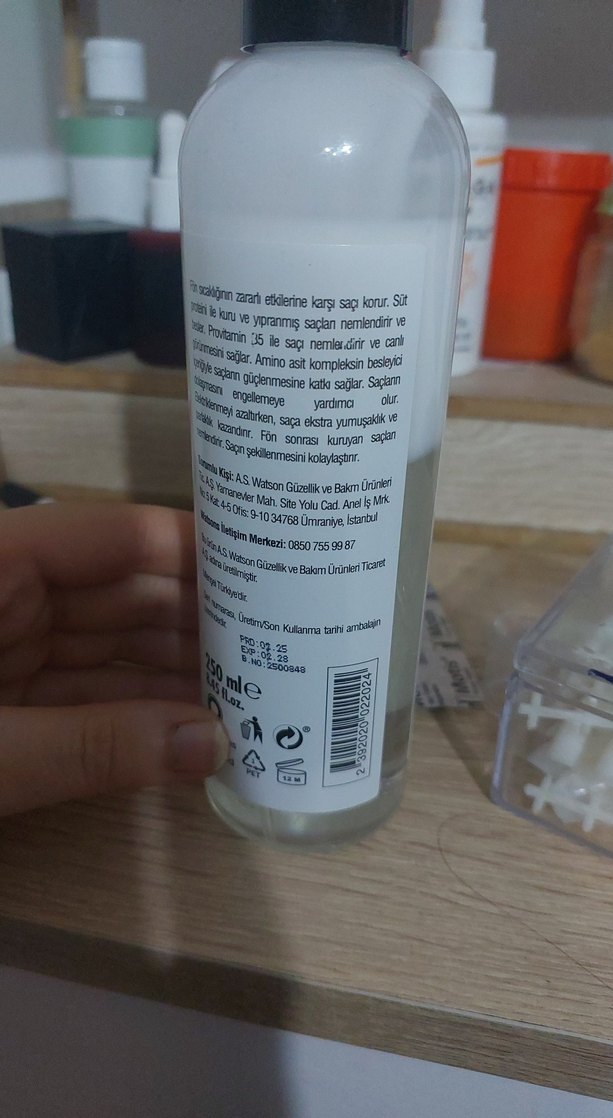 Fön sıcaklığının zararlı etkilerine karşı saçı korur. Süt
proteini ile kuru ve yıpranmış saçları nemlendirir ve
besler. Provitamin B5 ile saçı nemlendirir ve canlı
görünmesini sağlar. Amino asit kompleksin besleyici
içeriğiyle saçların güçlenmesine katkı sağlar. Saçların
dolaşmasını engellemeye yardımcı olur.
Elektriklenmeyi azaltırken, saça ekstra yumuşaklık ve
parlaklık kazandırır. Fön sonrası kuruyan saçları
nemlendirir. Saçın şekillenmesini kolaylaştırır.
Sorumlu Kişi: A.S. Watson Güzellik ve Bakım Ürünleri
Tic. A.Ş. Yamanevler Mah. Site Yolu Cad. Anel İş Mrk.
No: 5 Kat: 4-5 Ofis: 9-10 34768 Ümraniye, İstanbul
Watsons İletişim Merkezi: 0850 755 99 87
Bu ürün A.S. Watson Güzellik ve Bakım Ürünleri Ticaret
A.Ş. adına üretilmiştir.
Menşei Türkiye'dir.
Seri numarası, Üretim/Son Kullanma tarihi ambalajın
üzerindedir.
PRD:02.25
EXP:02.28
B.NO:2500848
250 ml e
8.45 fl.oz.
1
PET
12 M
2 392020 022024